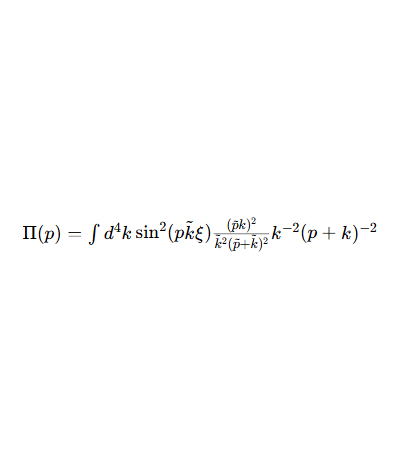 Π(p) = ∫ d⁴k sin²(pk̃ξ) (p̃k)²/(k̃²(p̃+k̃)²) k⁻²(p + k)⁻²